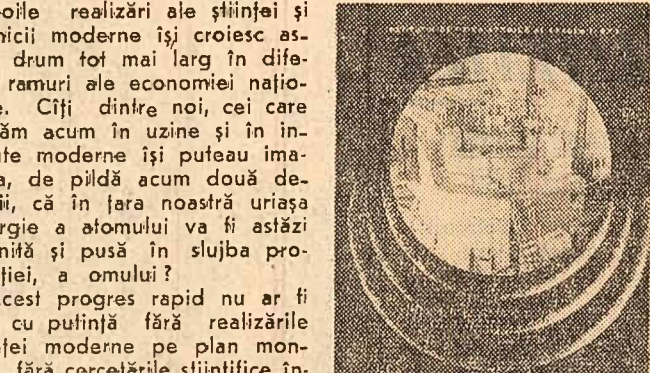 -oile realizări ale științei și
nicii moderne își croiesc as-
drum tot mai larg în dife-
ramuri ale economiei națio-
e. Cîți dintre noi, cei care
ăm acum în uzine și în in-
te moderne își puteau ima-
a, de pildă acum două de-
ii, că în țara noastră uriașa
rgie a atomului va fi astăzi
nită și pusă în slujba pro-
ției, a omului?
cest progres rapid nu ar fi
cu putință fără realizările
ței moderne pe plan mon-
fără cercetările științifice în-